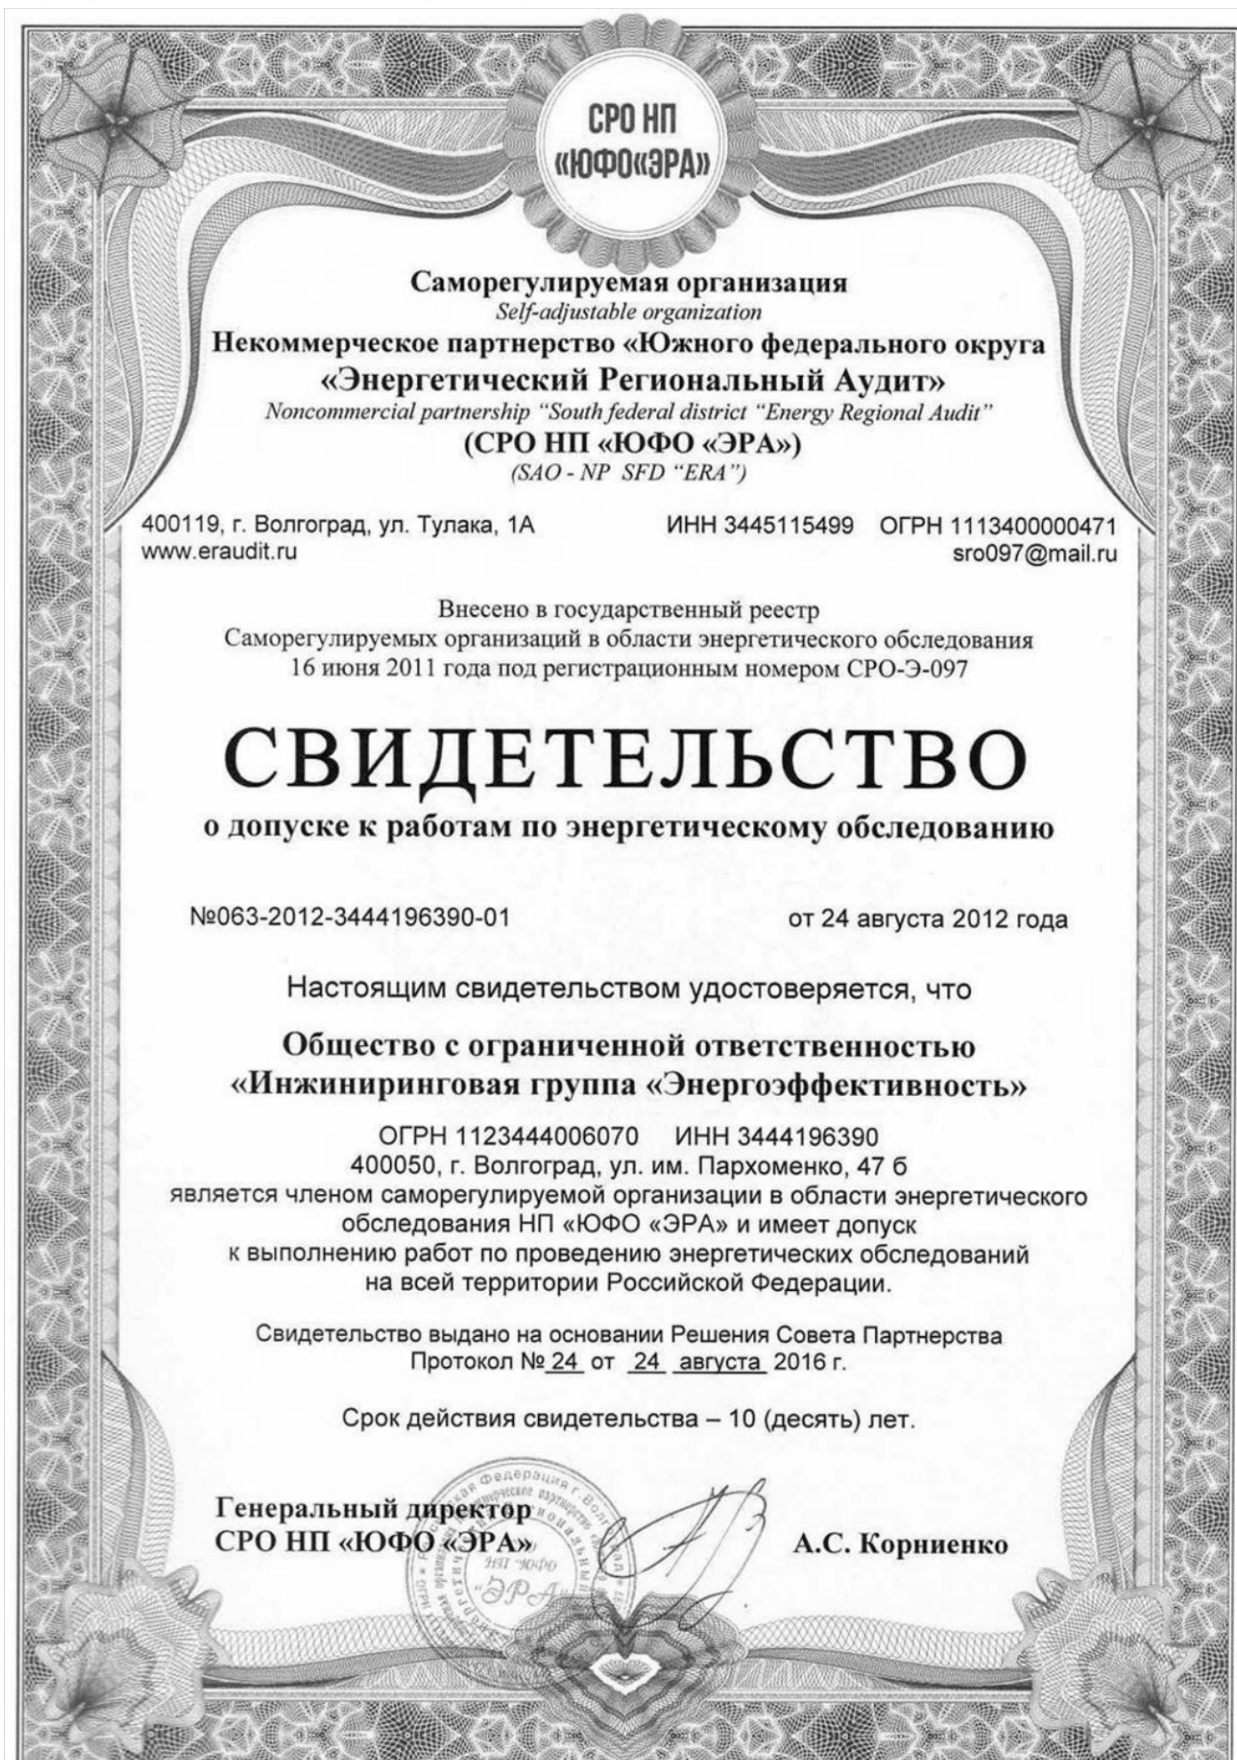 СРО НП
«ЮФО«ЭРА»
Саморегулируемая организация
Self-adjustable organization
Некоммерческое партнерство «Южного федерального округа
«Энергетический Региональный Аудит»
Noncommercial partnership “South federal district “Energy Regional Audit”
(СРО НП «ЮФО «ЭРА»)
(SAO - NP SFD “ERA”)
400119, г. Волгоград, ул. Тулака, 1А ИНН 3445115499 ОГРН 1113400000471
www.eraudit.ru sro097@mail.ru
Внесено в государственный реестр
Саморегулируемых организаций в области энергетического обследования
16 июня 2011 года под регистрационным номером СРО-Э-097
СВИДЕТЕЛЬСТВО
о допуске к работам по энергетическому обследованию
№063-2012-3444196390-01 от 24 августа 2012 года
Настоящим свидетельством удостоверяется, что
Общество с ограниченной ответственностью
«Инжиниринговая группа «Энергоэффективность»
ОГРН 1123444006070 ИНН 3444196390
400050, г. Волгоград, ул. им. Пархоменко, 47 б
является членом саморегулируемой организации в области энергетического
обследования НП «ЮФО «ЭРА» и имеет допуск
к выполнению работ по проведению энергетических обследований
на всей территории Российской Федерации.
Свидетельство выдано на основании Решения Совета Партнерства
Протокол № 24 от 24 августа 2016 г.
Срок действия свидетельства – 10 (десять) лет.
Генеральный директор
СРО НП «ЮФО «ЭРА» А.С. Корниенко
Российская Федерация г. Волгоград
НП "ЮФО
"ЭРА"